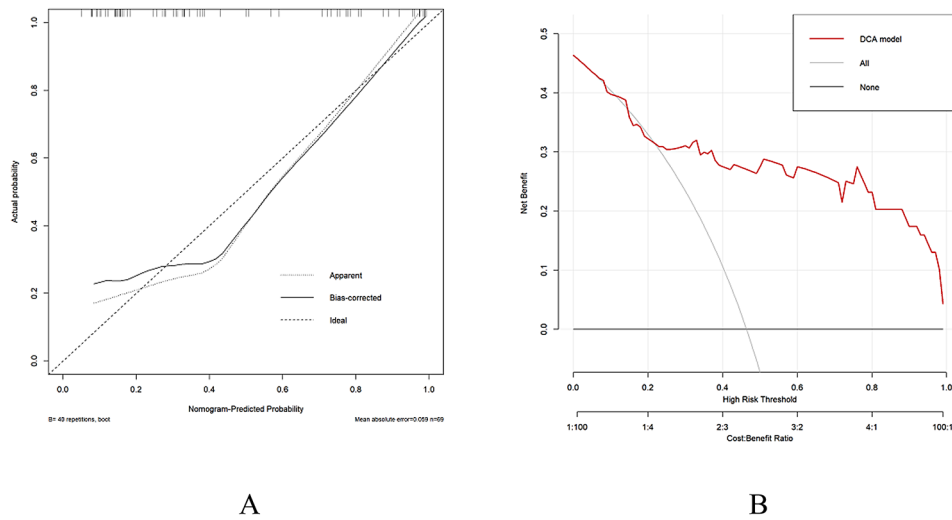 Actual probability
1.0
0.8
0.6
0.4
0.2
0.0
Apparent
Bias-corrected
Ideal
0.0 0.2 0.4 0.6 0.8 1.0
Nomogram-Predicted Probability
B= 40 repetitions, boot
Mean absolute error=0.059 n=69
A
Net Benefit
0.5
0.4
0.3
0.2
0.1
0.0
DCA model
All
None
0.0 0.2 0.4 0.6 0.8 1.0
High Risk Threshold
1:100 1:4 2:3 3:2 4:1 100:1
Cost:Benefit Ratio
B